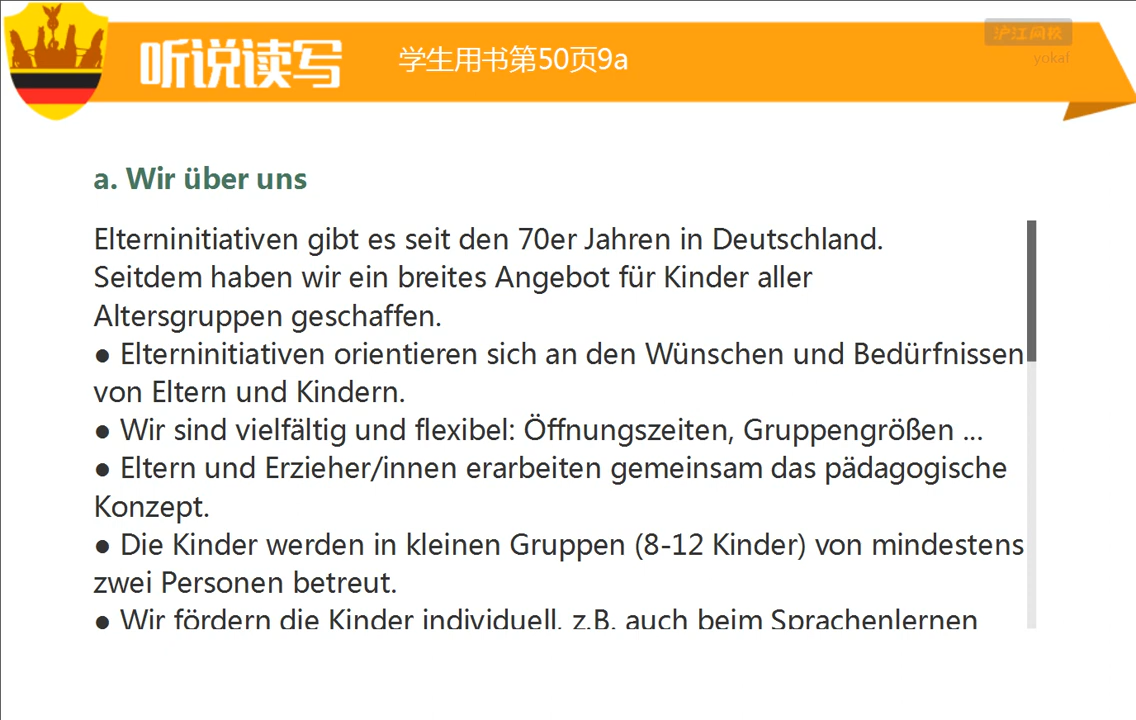 听说读写
学生用书第50页9a
沪江网校
yokaf
a. Wir über uns
Elterninitiativen gibt es seit den 70er Jahren in Deutschland.
Seitdem haben wir ein breites Angebot für Kinder aller
Altersgruppen geschaffen.
● Elterninitiativen orientieren sich an den Wünschen und Bedürfnissen
von Eltern und Kindern.
● Wir sind vielfältig und flexibel: Öffnungszeiten, Gruppengrößen ...
● Eltern und Erzieher/innen erarbeiten gemeinsam das pädagogische
Konzept.
● Die Kinder werden in kleinen Gruppen (8-12 Kinder) von mindestens
zwei Personen betreut.
● Wir fördern die Kinder individuell, z.B. auch beim Sprachenlernen